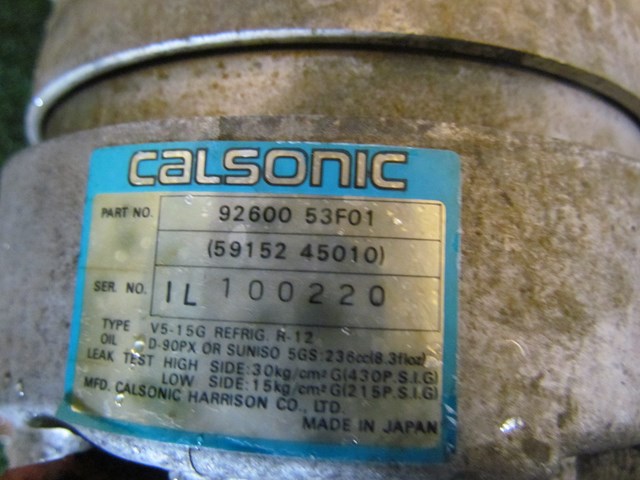 CALSONIC
PART NO. 92600 53F01
(59152 45010)
SER. NO. IL 100220
TYPE V5-15G REFRIG. R-12
OIL D-90PX OR SUNISO 5GS:236cc(8.3floz)
LEAK TEST HIGH SIDE:30kg/cm²G(430P.S.I.G)
LOW SIDE:15kg/cm²G(215P.S.I.G)
MFD. CALSONIC HARRISON CO., LTD.
MADE IN JAPAN